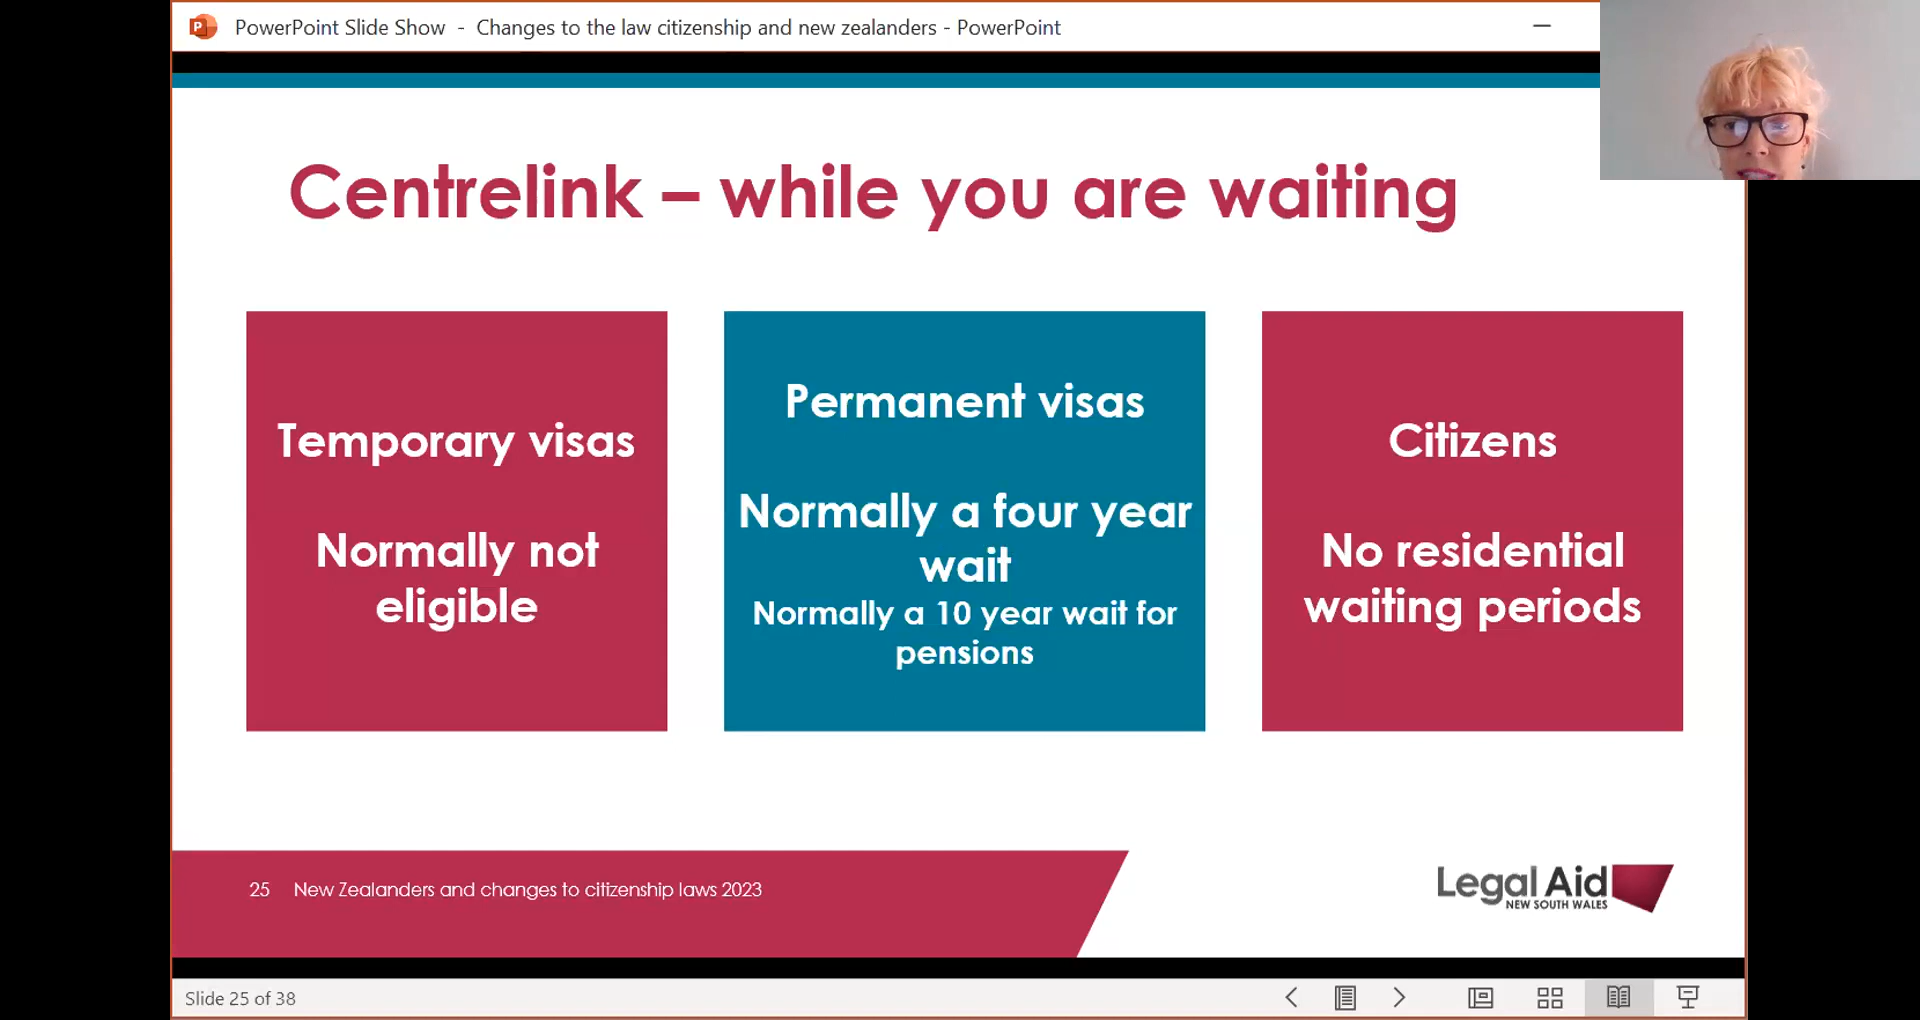 PowerPoint Slide Show - Changes to the law citizenship and new zealanders - PowerPoint
Centrelink – while you are waiting
Temporary visas
Normally not
eligible
Permanent visas
Normally a four year
wait
Normally a 10 year wait for
pensions
Citizens
No residential
waiting periods
25 New Zealanders and changes to citizenship laws 2023
Legal Aid
NEW SOUTH WALES
Slide 25 of 38